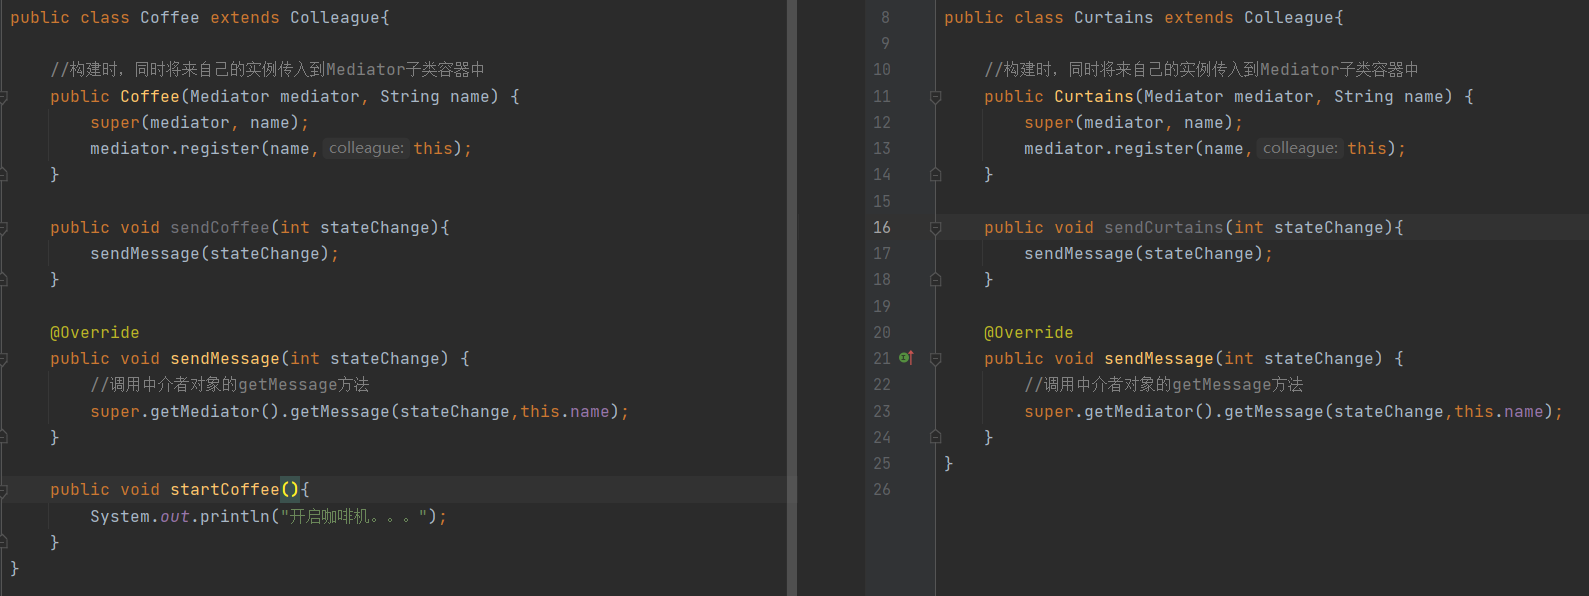 public class Coffee extends Colleague{
//构建时，同时将来自己的实例传入到Mediator子类容器中
public Coffee(Mediator mediator, String name) {
super(mediator, name);
mediator.register(name, colleague: this);
}
public void sendCoffee(int stateChange){
sendMessage(stateChange);
}
@Override
public void sendMessage(int stateChange) {
//调用中介者对象的getMessage方法
super.getMediator().getMessage(stateChange,this.name);
}
public void startCoffee(){
System.out.println("开启咖啡机。。。");
}
}
8 public class Curtains extends Colleague{
9
10 //构建时，同时将来自己的实例传入到Mediator子类容器中
11 public Curtains(Mediator mediator, String name) {
12 super(mediator, name);
13 mediator.register(name, colleague: this);
14 }
15
16 public void sendCurtains(int stateChange){
17 sendMessage(stateChange);
18 }
19
20 @Override
21 public void sendMessage(int stateChange) {
22 //调用中介者对象的getMessage方法
23 super.getMediator().getMessage(stateChange,this.name);
24 }
25 }
26